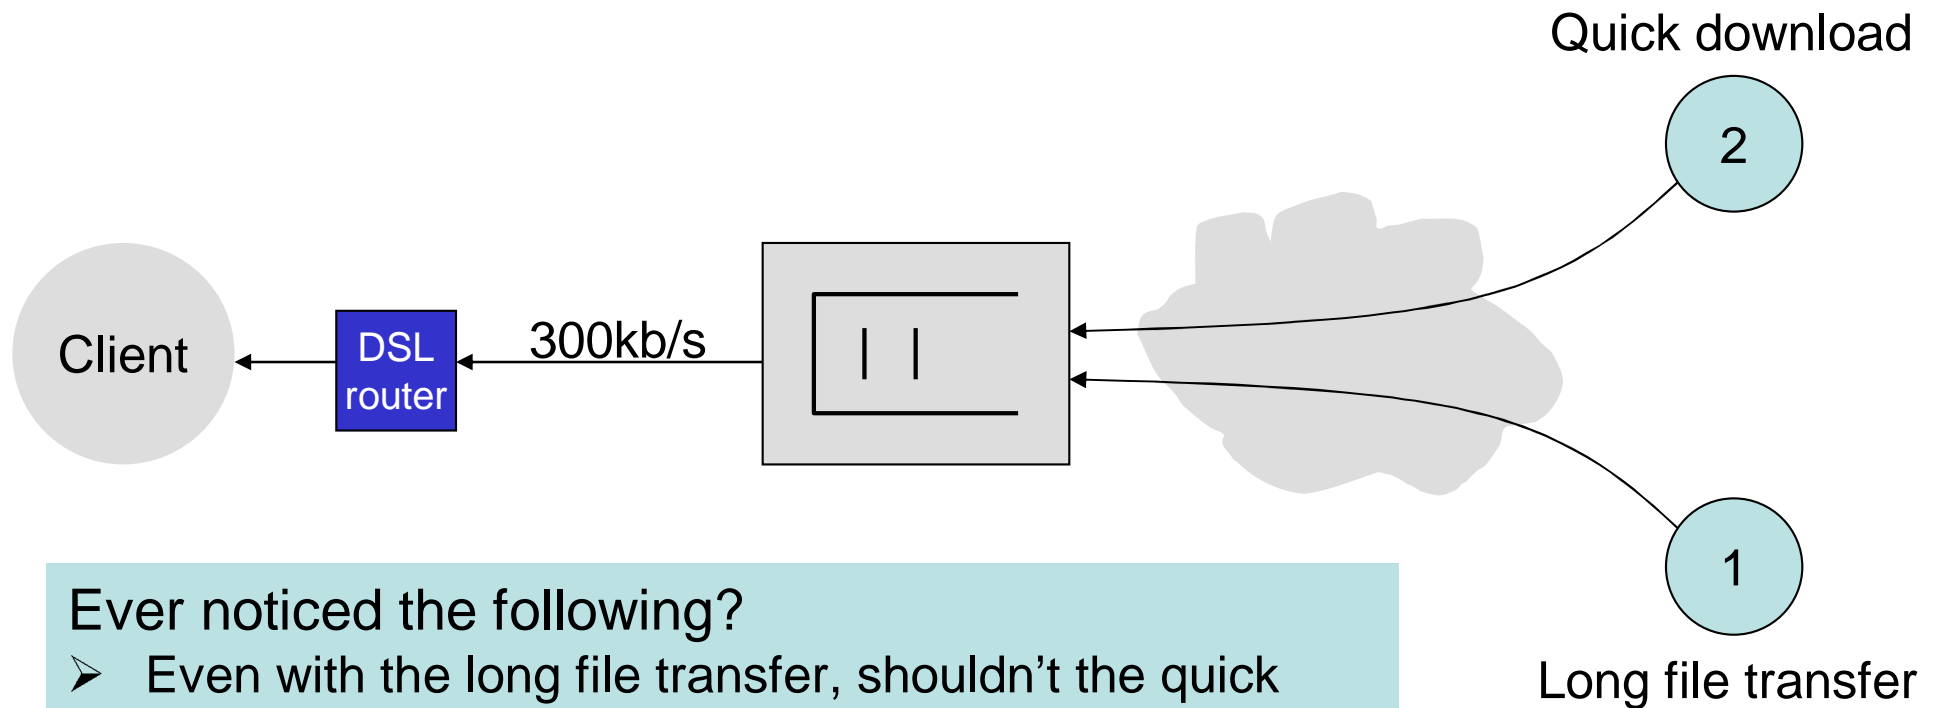 Quick download
2
Client
DSL
router
300kb/s
1
Long file transfer
Ever noticed the following?
➢ Even with the long file transfer, shouldn’t the quick